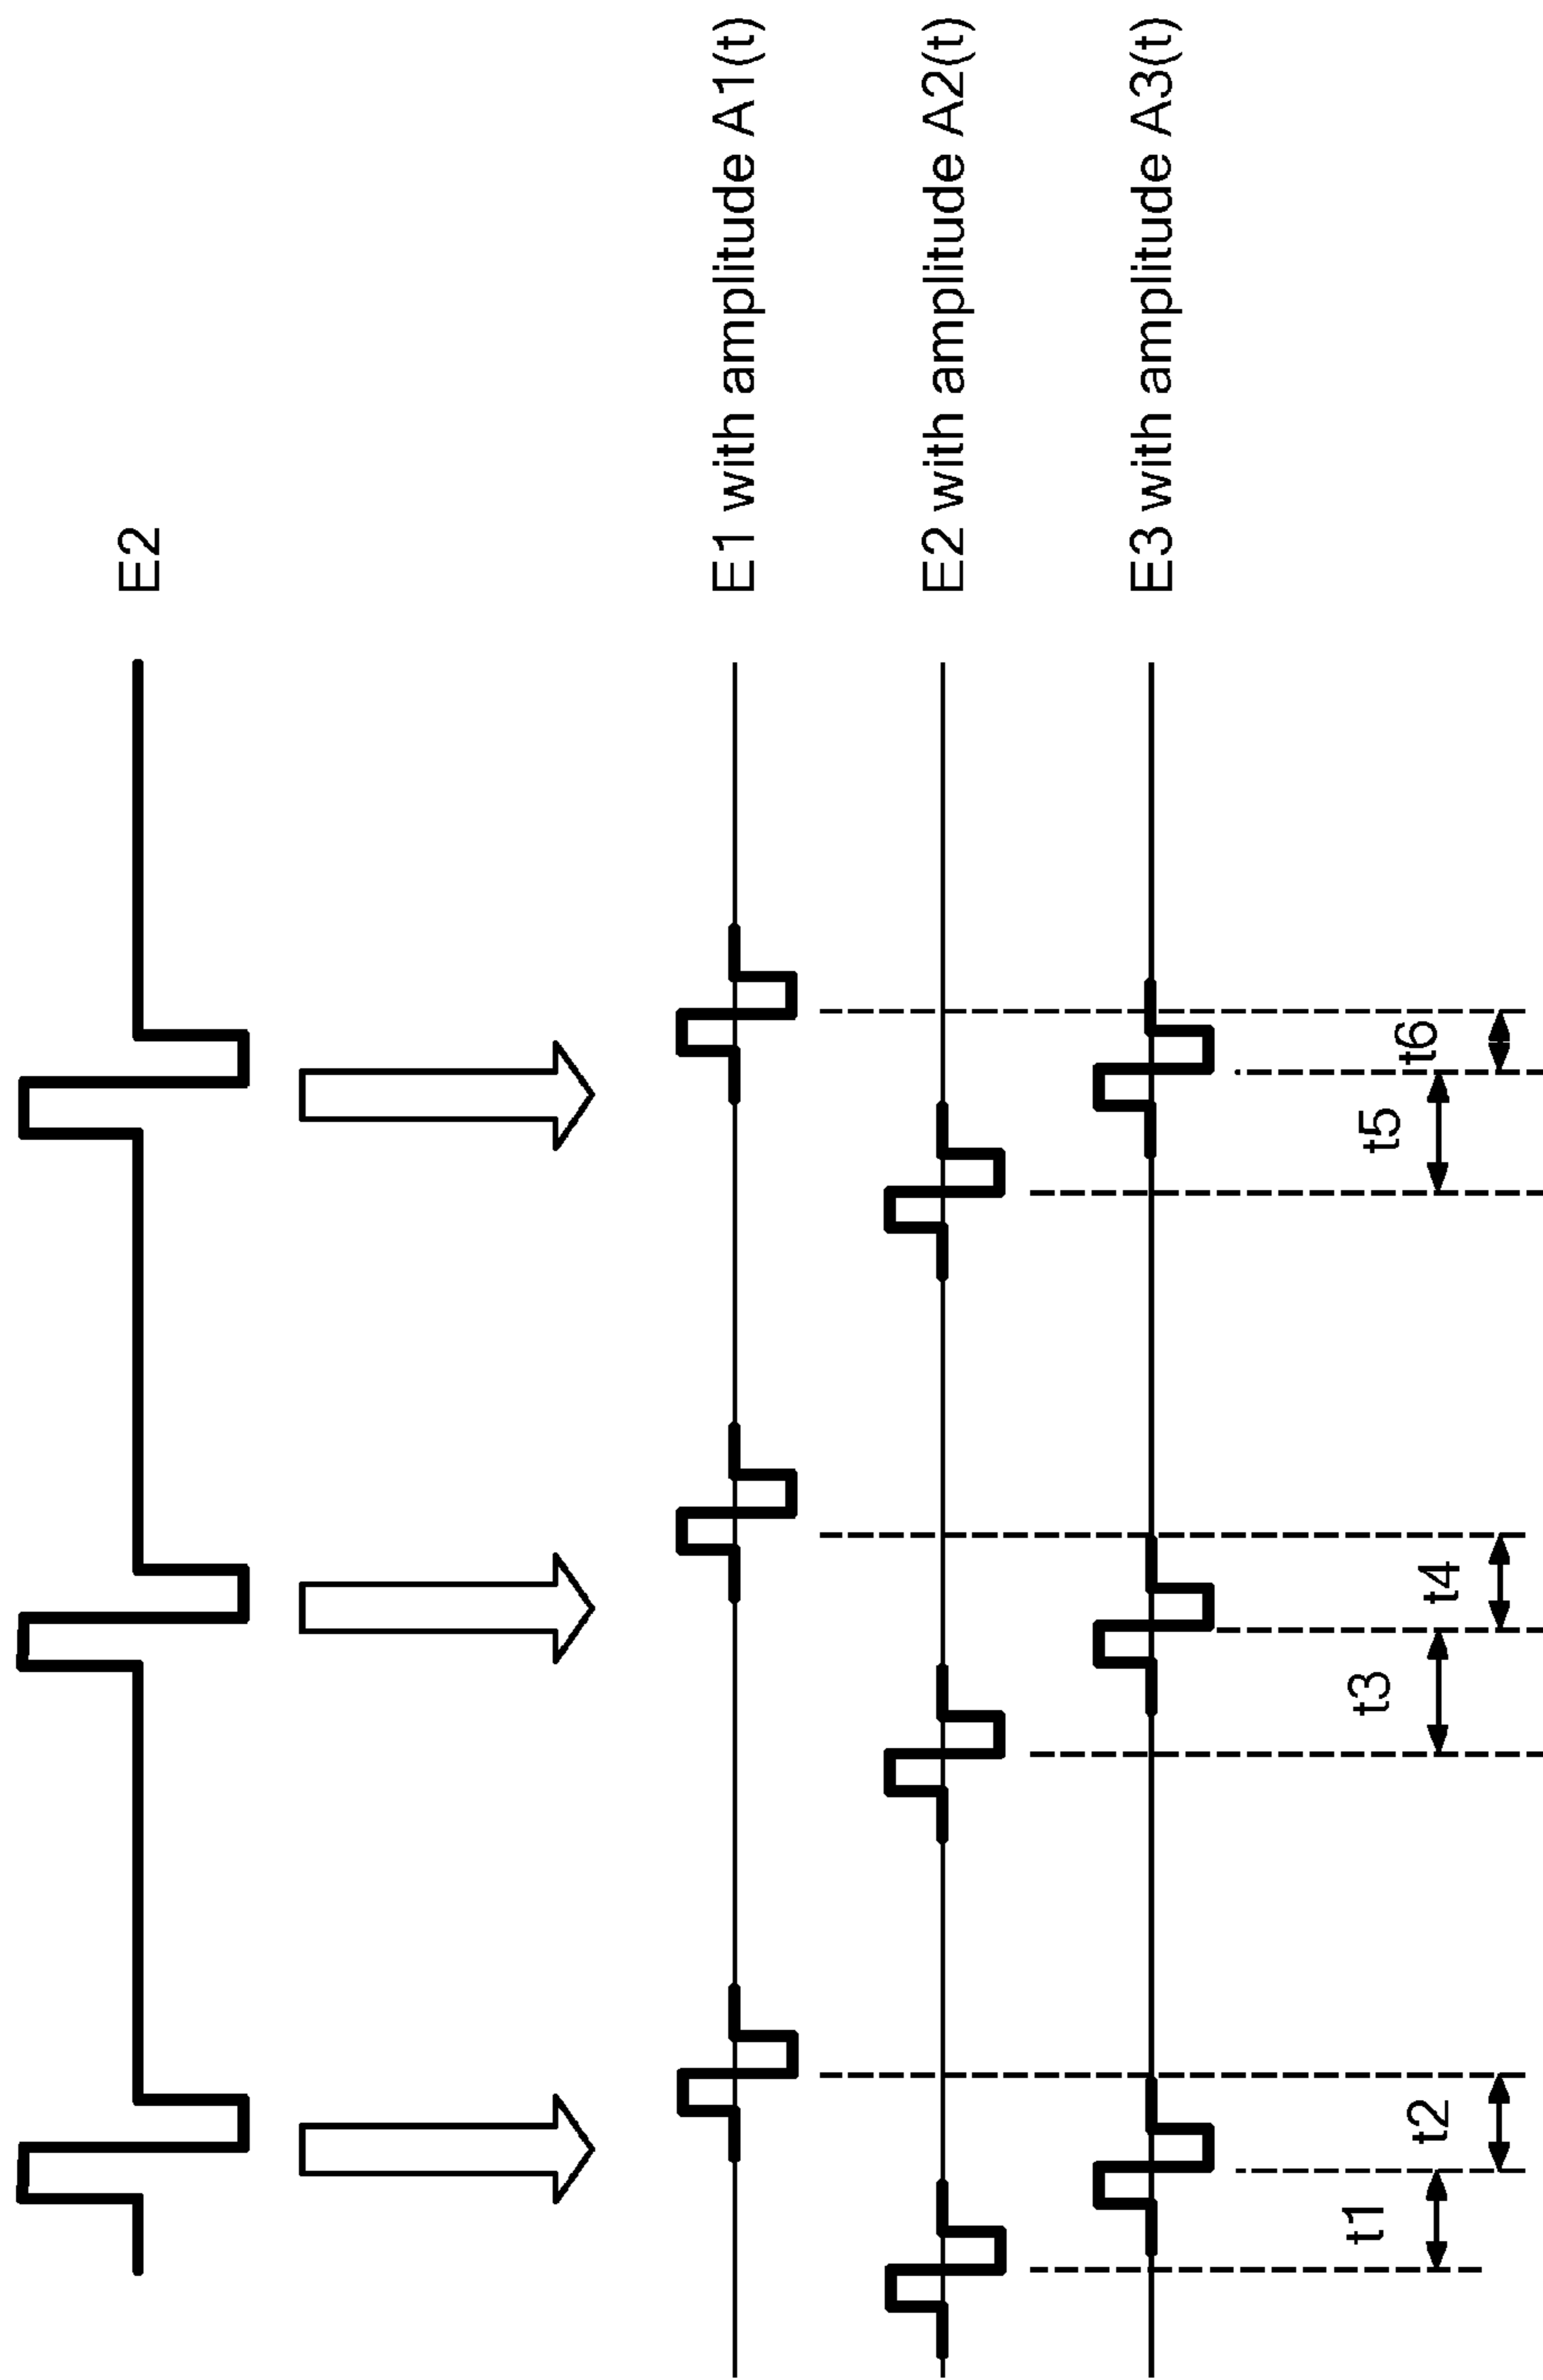 E2
E1 with amplitude A1(t)
E2 with amplitude A2(t)
E3 with amplitude A3(t)
t1
t2
t3
t4
t5
t6